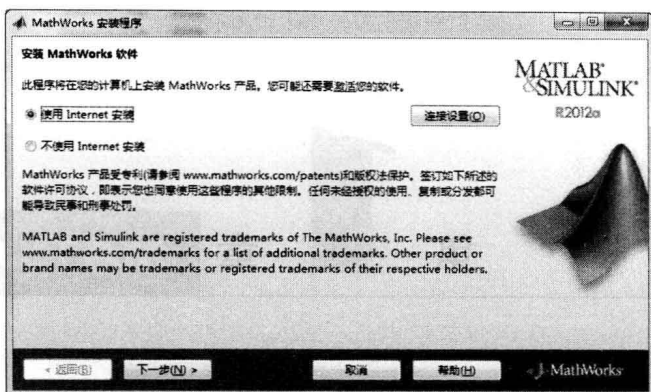 MathWorks 安装程序
安装 MathWorks 软件
此程序将在您的计算机上安装 MathWorks 产品。您可能还需要激活您的软件。
使用 Internet 安装
连接设置(O)
不使用 Internet 安装
MathWorks 产品受专利(请参阅 www.mathworks.com/patents)和版权法保护。签订如下所述的
软件许可协议，即表示您也同意使用这些程序的其他限制。任何未经授权的使用、复制或分发都可
能导致民事和刑事处罚。
MATLAB and Simulink are registered trademarks of The MathWorks, Inc. Please see
www.mathworks.com/trademarks for a list of additional trademarks. Other product or
brand names may be trademarks or registered trademarks of their respective holders.
MATLAB®
&SIMULINK®
R2012a
< 返回(B)
下一步(N) >
取消
帮助(H)
MathWorks